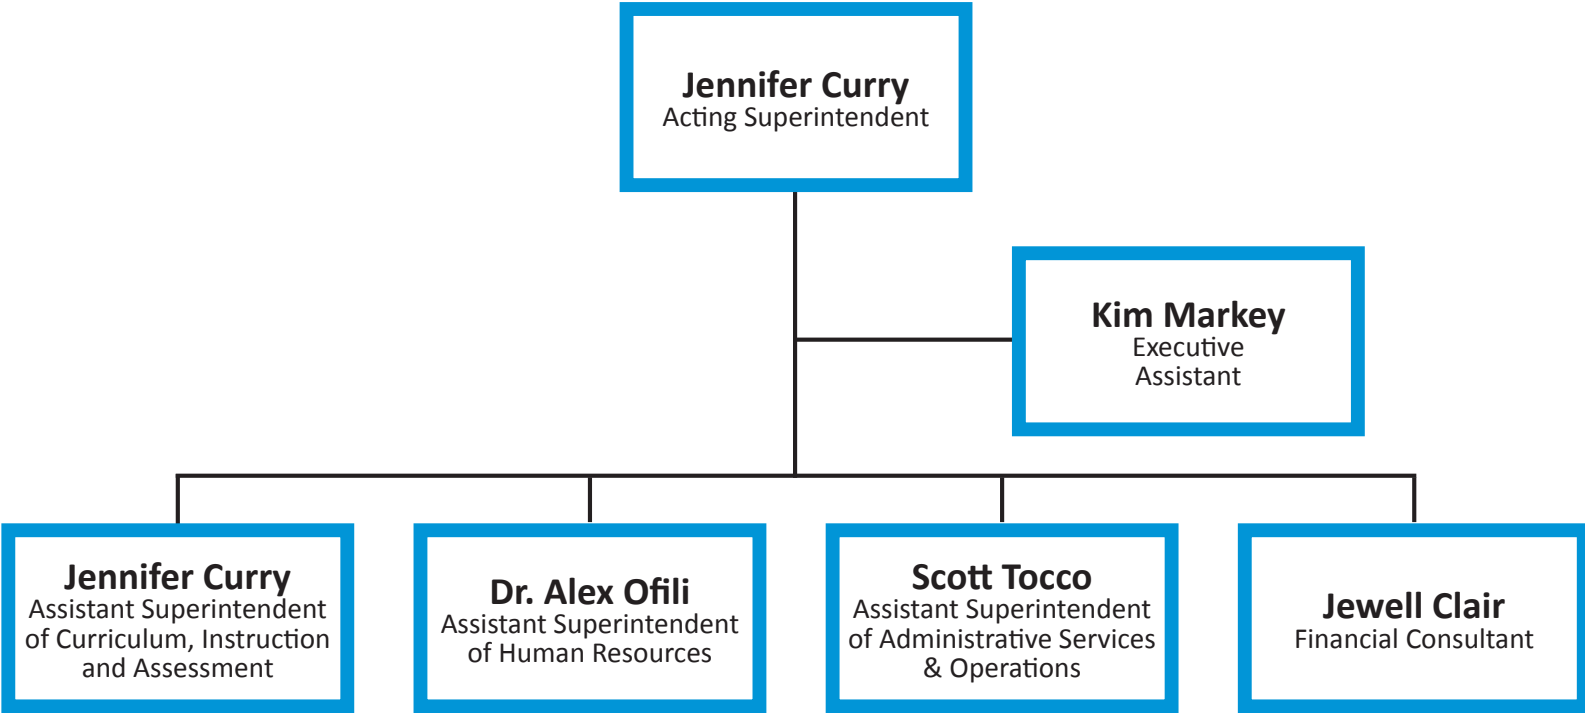 Jennifer Curry
Acting Superintendent
Kim Markey
Executive
Assistant
Jennifer Curry
Assistant Superintendent
of Curriculum, Instruction
and Assessment
Dr. Alex Ofili
Assistant Superintendent
of Human Resources
Scott Tocco
Assistant Superintendent
of Administrative Services
& Operations
Jewell Clair
Financial Consultant